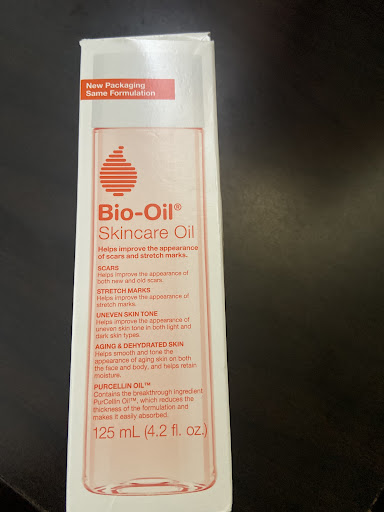 New Packaging
Same Formulation
Bio-Oil®
Skincare Oil
Helps improve the appearance
of scars and stretch marks.
SCARS
Helps improve the appearance of
both new and old scars.
STRETCH MARKS
Helps improve the appearance of
stretch marks.
UNEVEN SKIN TONE
Helps improve the appearance of
uneven skin tone in both light and
dark skin types.
AGING & DEHYDRATED SKIN
Helps smooth and tone the
appearance of aging skin on both
the face and body, and helps retain
moisture.
PURCELLIN OIL™
Contains the breakthrough ingredient
PurCellin Oil™, which reduces the
thickness of the formulation and
makes it easily absorbed.
125 mL (4.2 fl. oz.)